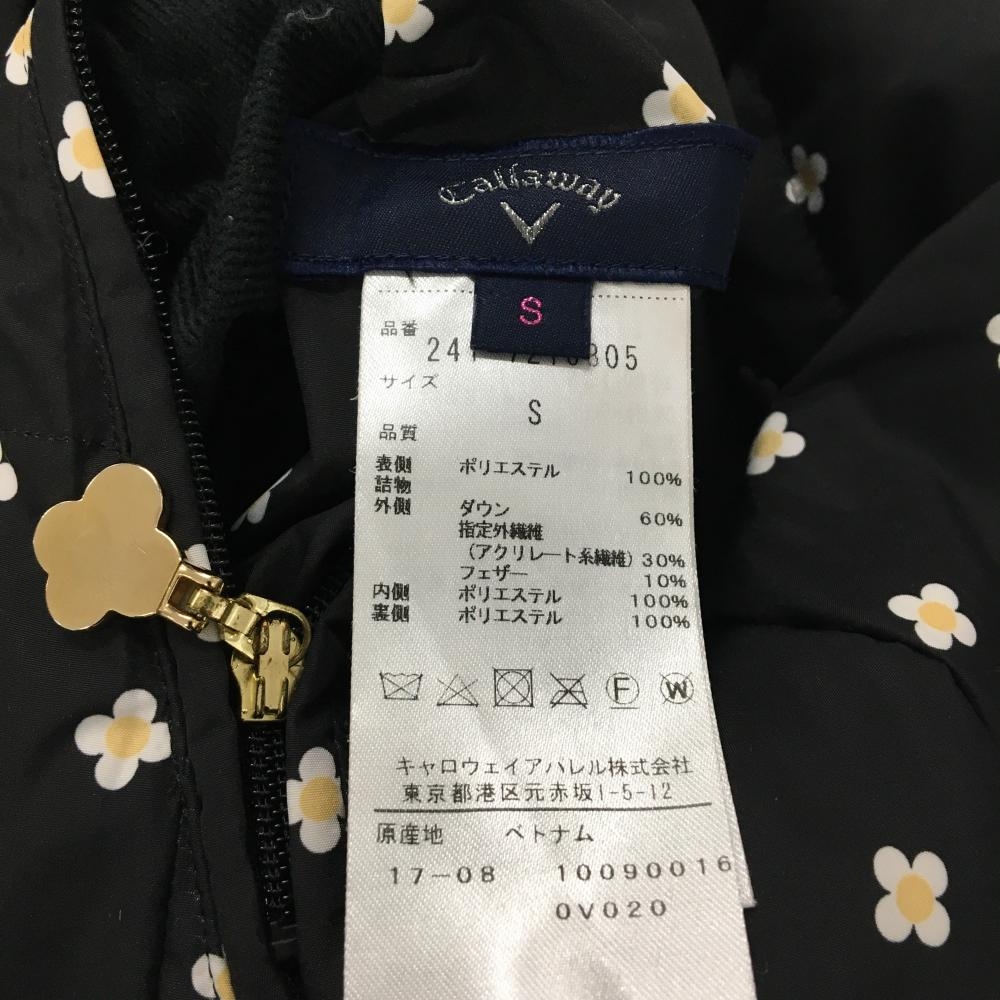 Callaway
S
品番
サイズ
S
品質
表側 ポリエステル 100%
詰物
外側 ダウン 60%
指定外繊維
(アクリレート系繊維) 30%
フェザー 10%
内側 ポリエステル 100%
裏側 ポリエステル 100%
F W
キャロウェイアパレル株式会社
東京都港区元赤坂1-5-12
原産地 ベトナム
17-08 10090016
0V020